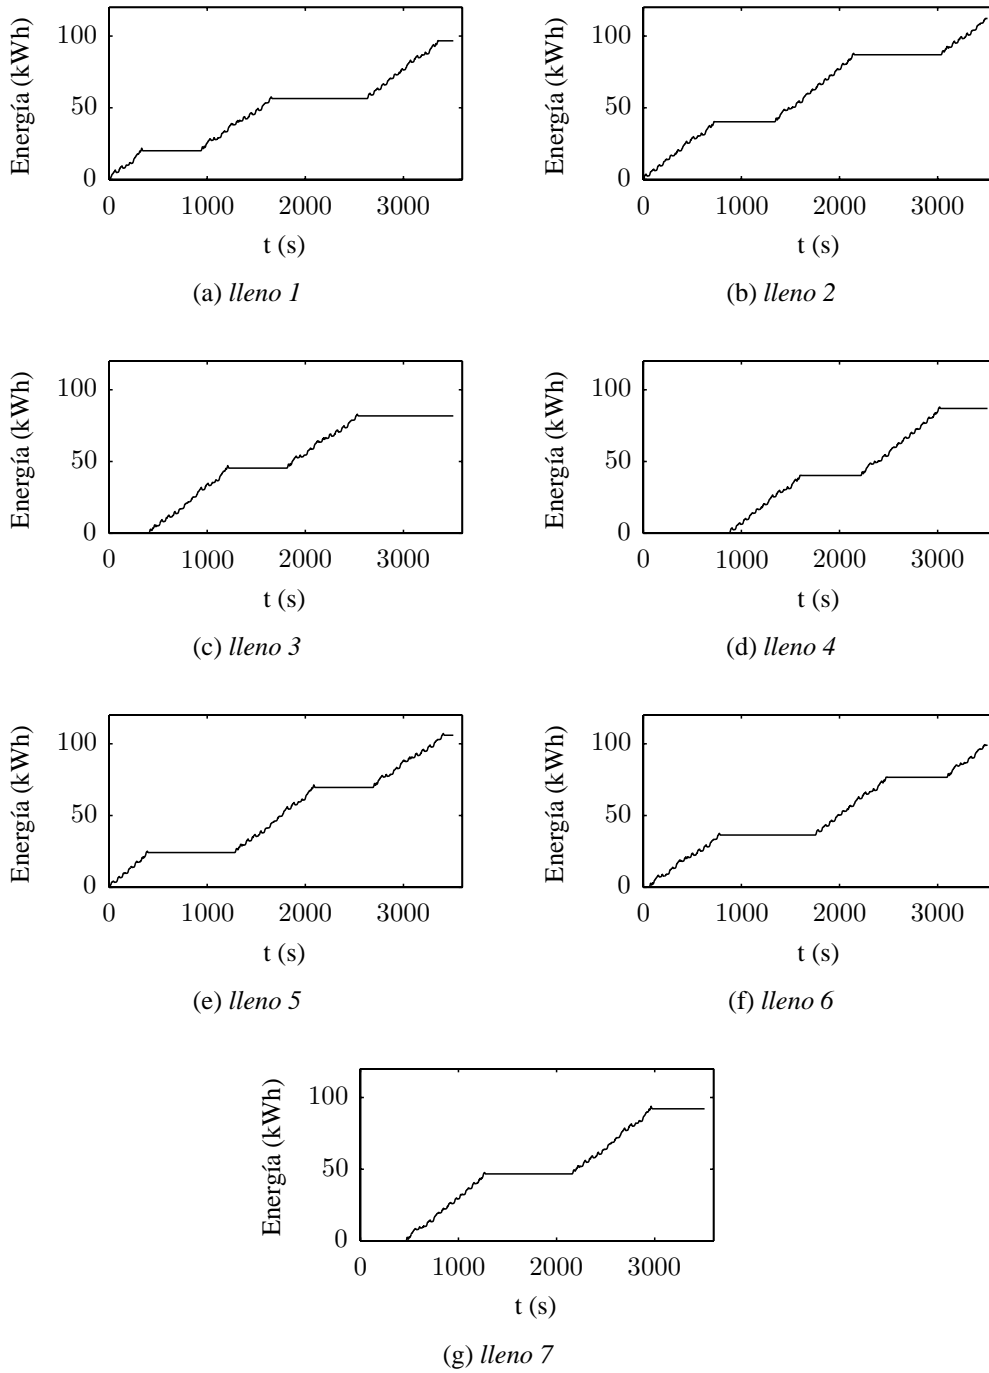 100
50
0
Energía (kWh)
0 1000 2000 3000
t (s)
(a) lleno 1
100
50
0
Energía (kWh)
0 1000 2000 3000
t (s)
(b) lleno 2
100
50
0
Energía (kWh)
0 1000 2000 3000
t (s)
(c) lleno 3
100
50
0
Energía (kWh)
0 1000 2000 3000
t (s)
(d) lleno 4
100
50
0
Energía (kWh)
0 1000 2000 3000
t (s)
(e) lleno 5
100
50
0
Energía (kWh)
0 1000 2000 3000
t (s)
(f) lleno 6
100
50
0
Energía (kWh)
0 1000 2000 3000
t (s)
(g) lleno 7